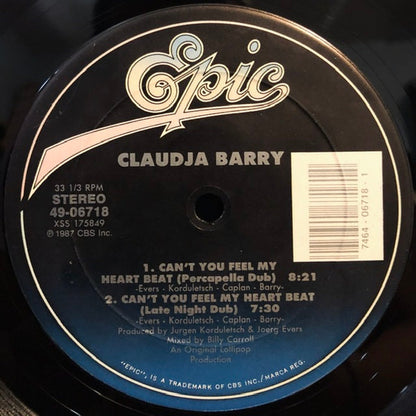 Epic
CLAUDJA BARRY
33 1/3 RPM
STEREO
49-06718
XSS 175849
℗ 1987 CBS Inc.
7464-06718-1
1. CAN'T YOU FEEL MY
HEART BEAT (Percapella Dub) 8:21
-Evers - Korduletsch - Caplan - Barry-
2. CAN'T YOU FEEL MY HEART BEAT
(Late Night Dub) 7:30
-Evers - Korduletsch - Caplan - Barry-
Produced by Jurgen Korduletsch & Joerg Evers
Mixed by Billy Carroll
An Original Lollipop
Production
"EPIC", IS A TRADEMARK OF CBS INC./MARCA REG.